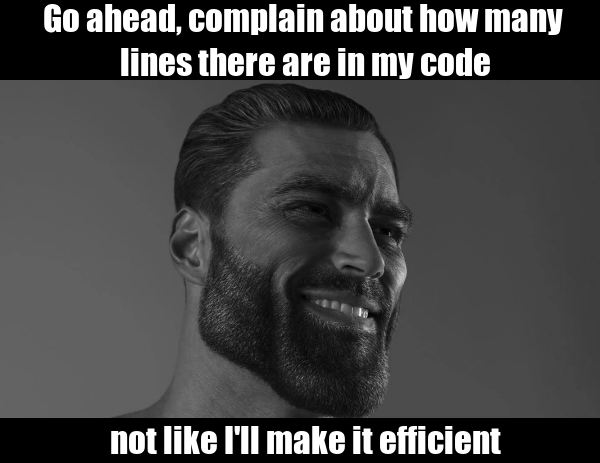 Go ahead, complain about how many
lines there are in my code
not like I'll make it efficient